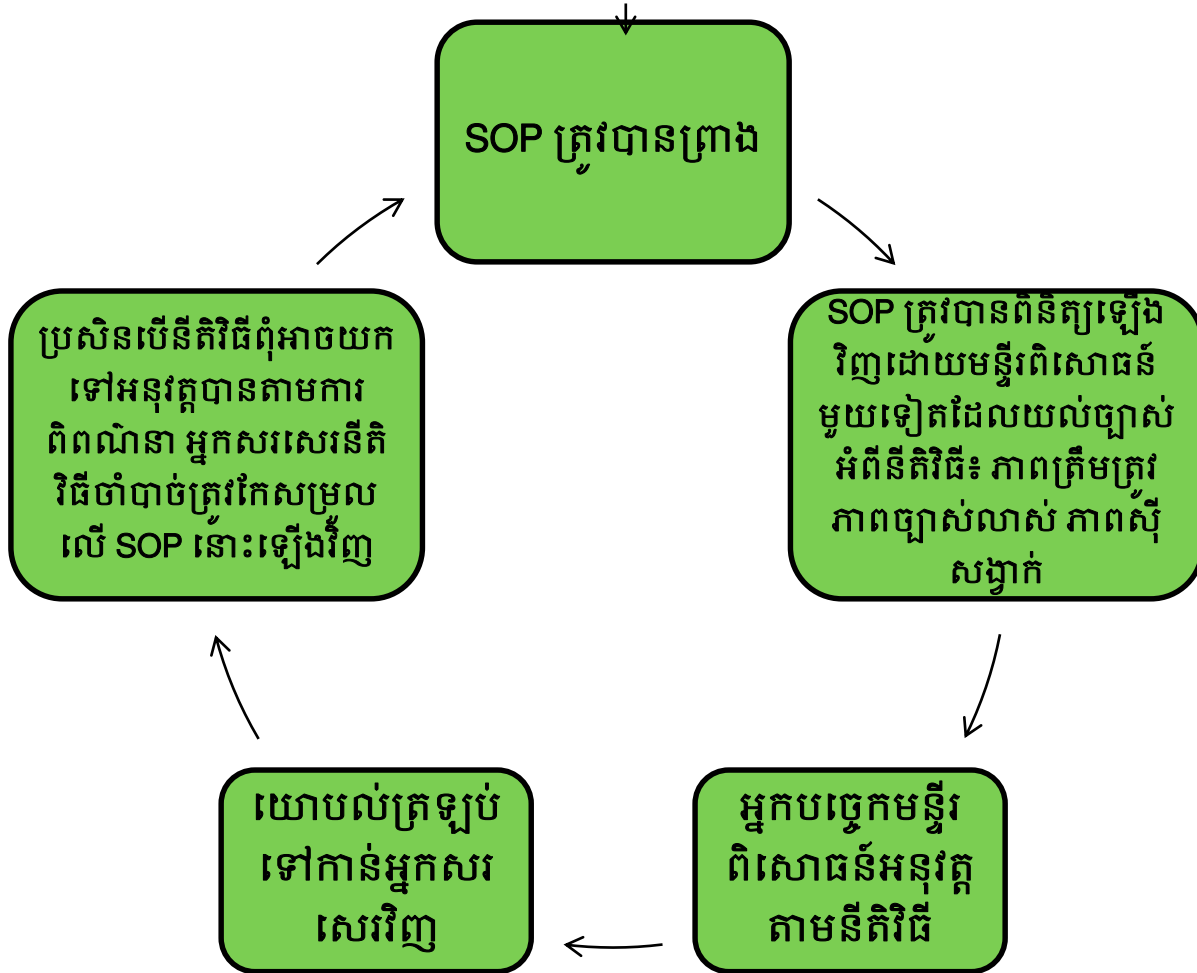 SOP ត្រូវបានព្រាង
SOP ត្រូវបានពិនិត្យឡើង
វិញដោយមន្ទីរពិសោធន៍
មួយទៀតដែលយល់ច្បាស់
អំពីនីតិវិធី៖ ភាពត្រឹមត្រូវ
ភាពច្បាស់លាស់ ភាពស៊ី
សង្វាក់
អ្នកបច្ចេកមន្ទីរ
ពិសោធន៍អនុវត្ត
តាមនីតិវិធី
យោបល់ត្រឡប់
ទៅកាន់អ្នកសរ
សេរវិញ
ប្រសិនបើនីតិវិធីពុំអាចយក
ទៅអនុវត្តបានតាមការ
ពិពណ៌នា អ្នកសរសេរនីតិ
វិធីចាំបាច់ត្រូវកែសម្រួល
លើ SOP នោះឡើងវិញ